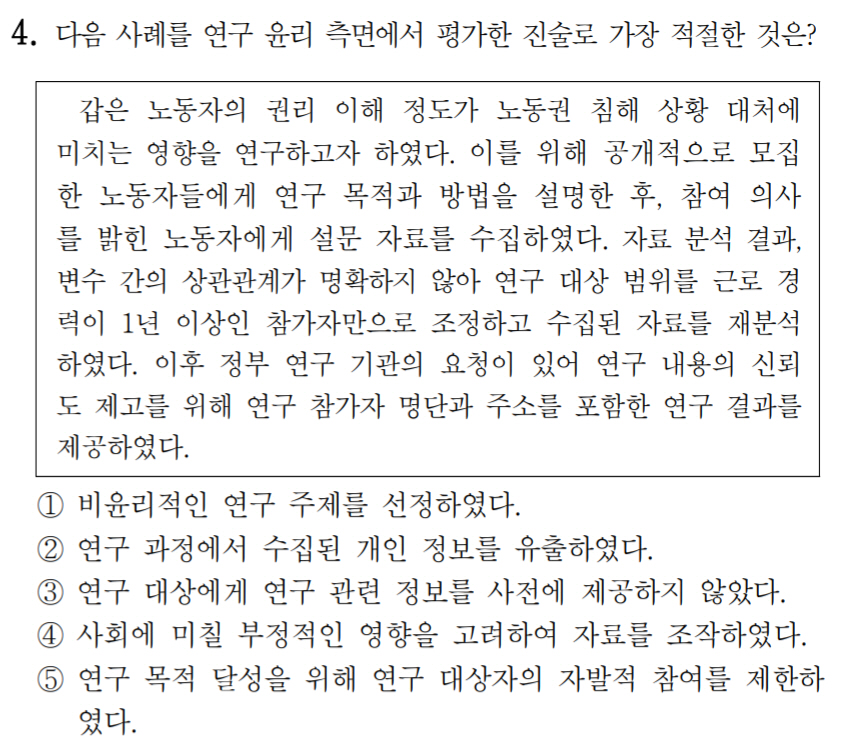 4. 다음 사례를 연구 윤리 측면에서 평가한 진술로 가장 적절한 것은?
갑은 노동자의 권리 이해 정도가 노동권 침해 상황 대처에
미치는 영향을 연구하고자 하였다. 이를 위해 공개적으로 모집
한 노동자들에게 연구 목적과 방법을 설명한 후, 참여 의사
를 밝힌 노동자에게 설문 자료를 수집하였다. 자료 분석 결과,
변수 간의 상관관계가 명확하지 않아 연구 대상 범위를 근로 경
력이 1년 이상인 참가자만으로 조정하고 수집된 자료를 재분석
하였다. 이후 정부 연구 기관의 요청이 있어 연구 내용의 신뢰
도 제고를 위해 연구 참가자 명단과 주소를 포함한 연구 결과를
제공하였다.
① 비윤리적인 연구 주제를 선정하였다.
② 연구 과정에서 수집된 개인 정보를 유출하였다.
③ 연구 대상에게 연구 관련 정보를 사전에 제공하지 않았다.
④ 사회에 미칠 부정적인 영향을 고려하여 자료를 조작하였다.
⑤ 연구 목적 달성을 위해 연구 대상자의 자발적 참여를 제한하
였다.